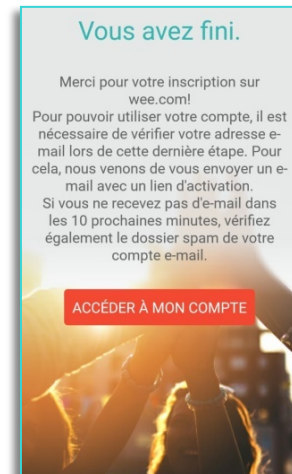 Vous avez fini.
Merci pour votre inscription sur
wee.com!
Pour pouvoir utiliser votre compte, il est
nécessaire de vérifier votre adresse e-
mail lors de cette dernière étape. Pour
cela, nous venons de vous envoyer un e-
mail avec un lien d'activation.
Si vous ne recevez pas d'e-mail dans
les 10 prochaines minutes, vérifiez
également le dossier spam de votre
compte e-mail.
ACCÉDER À MON COMPTE